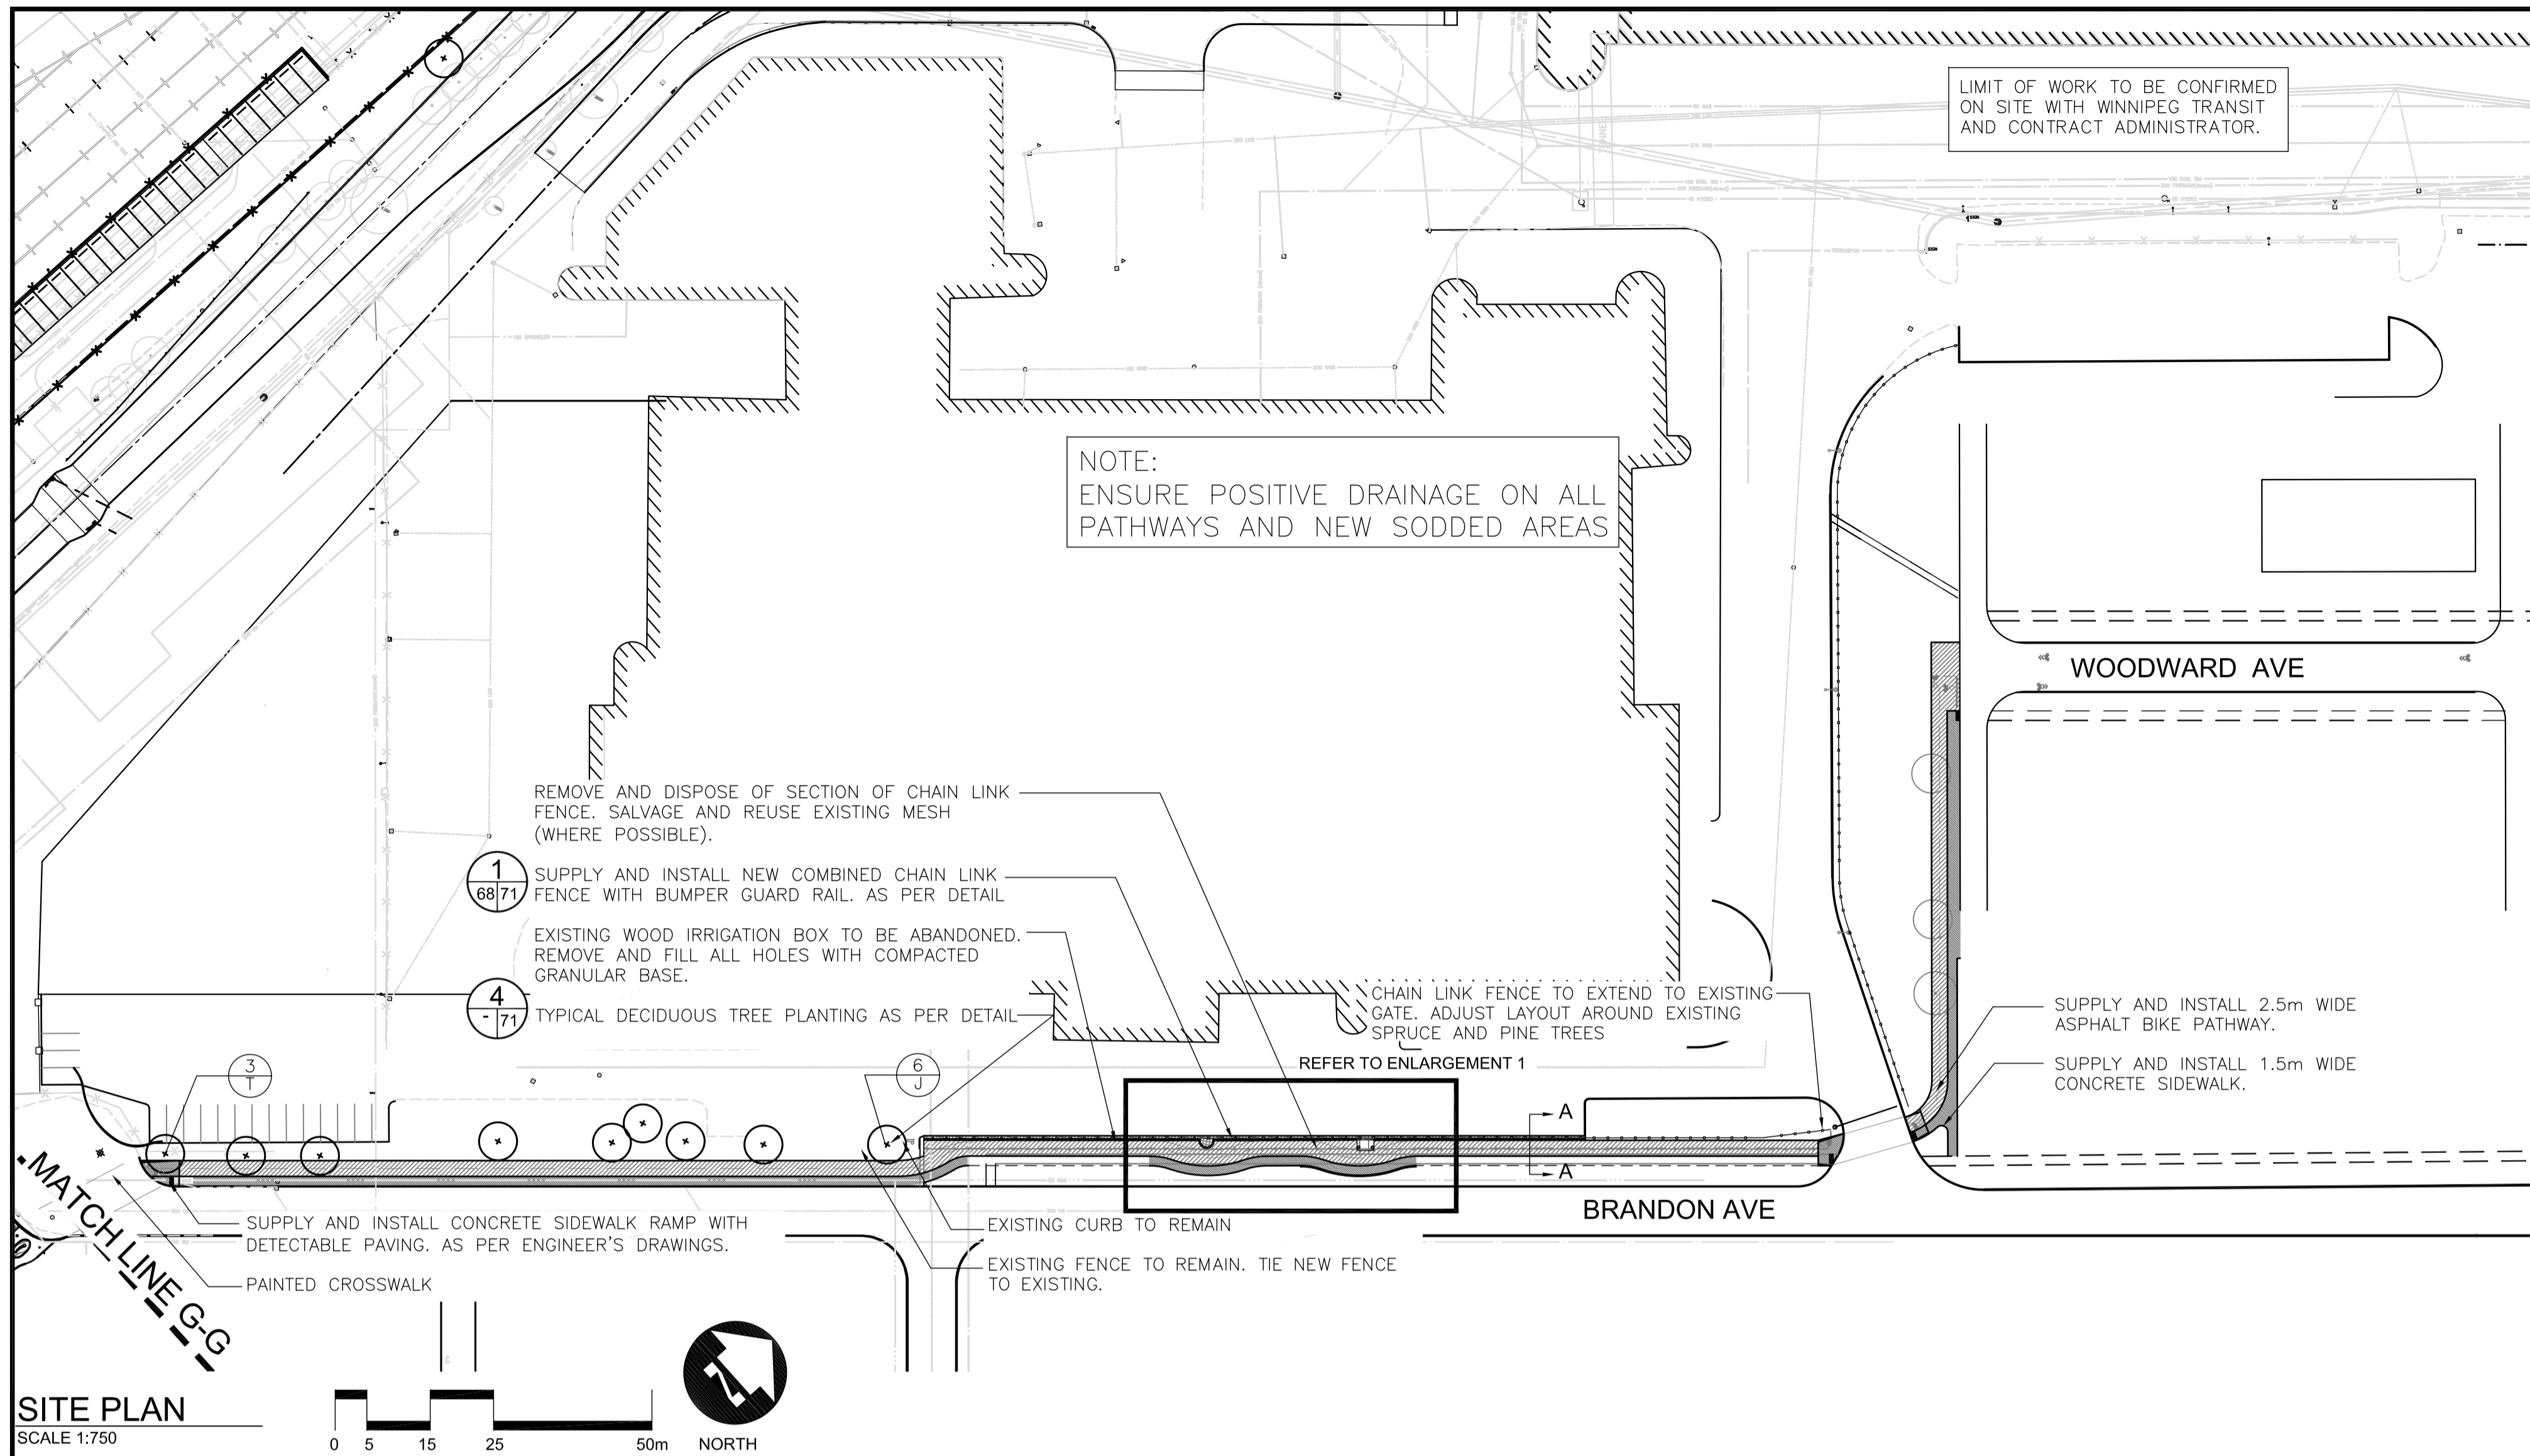 LIMIT OF WORK TO BE CONFIRMED
ON SITE WITH WINNIPEG TRANSIT
AND CONTRACT ADMINISTRATOR.
NOTE:
ENSURE POSITIVE DRAINAGE ON ALL
PATHWAYS AND NEW SODDED AREAS
WOODWARD AVE
REMOVE AND DISPOSE OF SECTION OF CHAIN LINK
FENCE. SALVAGE AND REUSE EXISTING MESH
(WHERE POSSIBLE).
1
68 71
SUPPLY AND INSTALL NEW COMBINED CHAIN LINK
FENCE WITH BUMPER GUARD RAIL. AS PER DETAIL
EXISTING WOOD IRRIGATION BOX TO BE ABANDONED.
REMOVE AND FILL ALL HOLES WITH COMPACTED
GRANULAR BASE.
4
- 71
TYPICAL DECIDUOUS TREE PLANTING AS PER DETAIL
CHAIN LINK FENCE TO EXTEND TO EXISTING
GATE. ADJUST LAYOUT AROUND EXISTING
SPRUCE AND PINE TREES
REFER TO ENLARGEMENT 1
SUPPLY AND INSTALL 2.5m WIDE
ASPHALT BIKE PATHWAY.
SUPPLY AND INSTALL 1.5m WIDE
CONCRETE SIDEWALK.
3
T
6
J
A
A
BRANDON AVE
MATCH LINE G-G
SUPPLY AND INSTALL CONCRETE SIDEWALK RAMP WITH
DETECTABLE PAVING. AS PER ENGINEER'S DRAWINGS.
PAINTED CROSSWALK
EXISTING CURB TO REMAIN
EXISTING FENCE TO REMAIN. TIE NEW FENCE
TO EXISTING.
SITE PLAN
SCALE 1:750
0 5 15 25 50m
N
NORTH